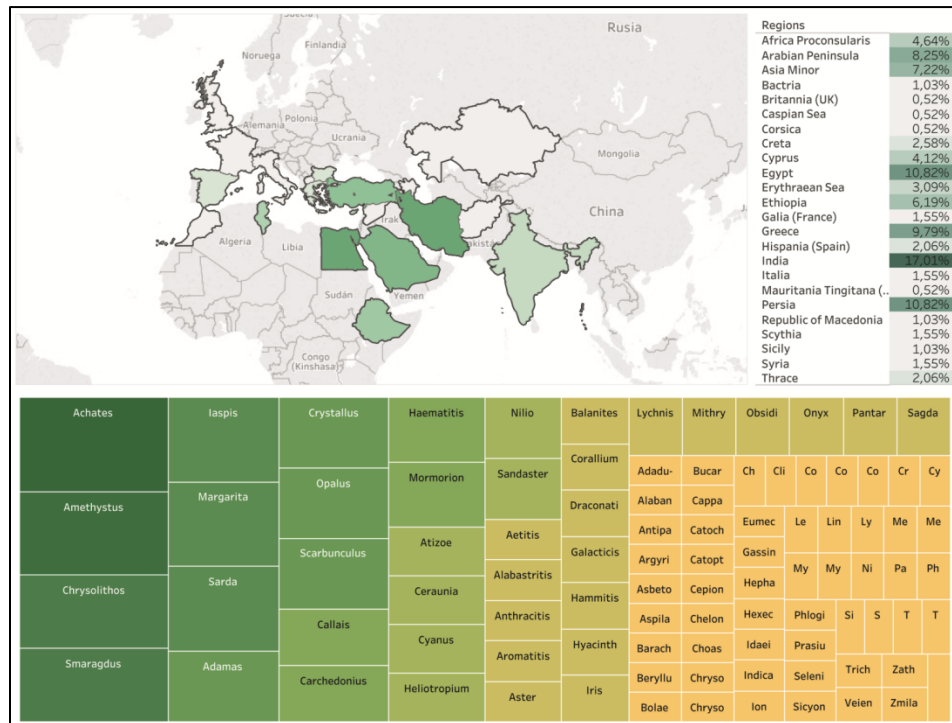 Suecia
Rusia
Finlandia
Noruega
Alemania
Polonia
Ucrania
Mongolia
China
Irak
Pakistán
Argelia
Libia
Sudán
Yemen
Congo
(Kinshasa)
Regions
Africa Proconsularis 4,64%
Arabian Peninsula 8,25%
Asia Minor 7,22%
Bactria 1,03%
Britannia (UK) 0,52%
Caspian Sea 0,52%
Corsica 0,52%
Creta 2,58%
Cyprus 4,12%
Egypt 10,82%
Erythraean Sea 3,09%
Ethiopia 6,19%
Galia (France) 1,55%
Greece 9,79%
Hispania (Spain) 2,06%
India 17,01%
Italia 1,55%
Mauritania Tingitana (.. 0,52%
Persia 10,82%
Republic of Macedonia 1,03%
Scythia 1,55%
Sicily 1,03%
Syria 1,55%
Thrace 2,06%
Achates
Amethystus
Chrysolithos
Smaragdus
Iaspis
Margarita
Sarda
Adamas
Crystallus
Opalus
Scarbunculus
Callais
Carchedonius
Haematitis
Mormorion
Atizoe
Ceraunia
Cyanus
Heliotropium
Nilio
Sandaster
Aetitis
Alabastritis
Anthracitis
Aromatitis
Aster
Balanites
Corallium
Draconati
Galacticis
Hammitis
Hyacinth
Iris
Lychnis
Mithry
Obsidi
Onyx
Pantar
Sagda
Adadu-
Alaban
Antipa
Argyri
Asbeto
Aspila
Barach
Beryllu
Bolae
Bucar
Cappa
Catoch
Catopt
Cepion
Chelon
Choas
Chryso
Chryso
Ch
Cli
Co
Co
Co
Cr
Cy
Eumec
Gassin
Hepha
Hexec
Idaei
Indica
Ion
Le
Lin
Ly
Me
Me
My
My
Ni
Pa
Ph
Phlogi
Prasiu
Seleni
Sicyon
Si
S
T
T
Trich
Zath
Veien
Zmila